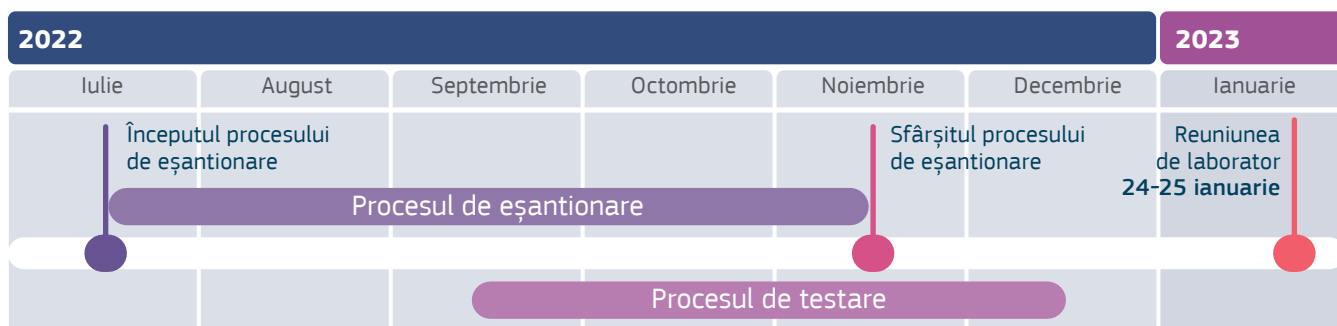 2022
2023
Iulie
August
Septembrie
Octombrie
Noiembrie
Decembrie
Ianuarie
Începutul procesului
de eșantionare
Sfârșitul procesului
de eșantionare
Reuniunea
de laborator
24-25 ianuarie
Procesul de eșantionare
Procesul de testare